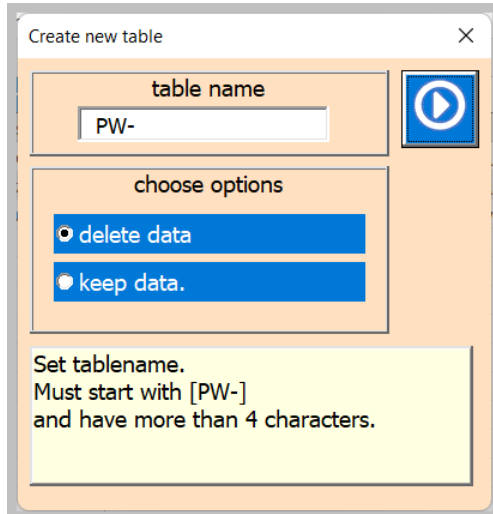 Create new table
table name
PW-
choose options
delete data
keep data.
Set tablename.
Must start with [PW-]
and have more than 4 characters.